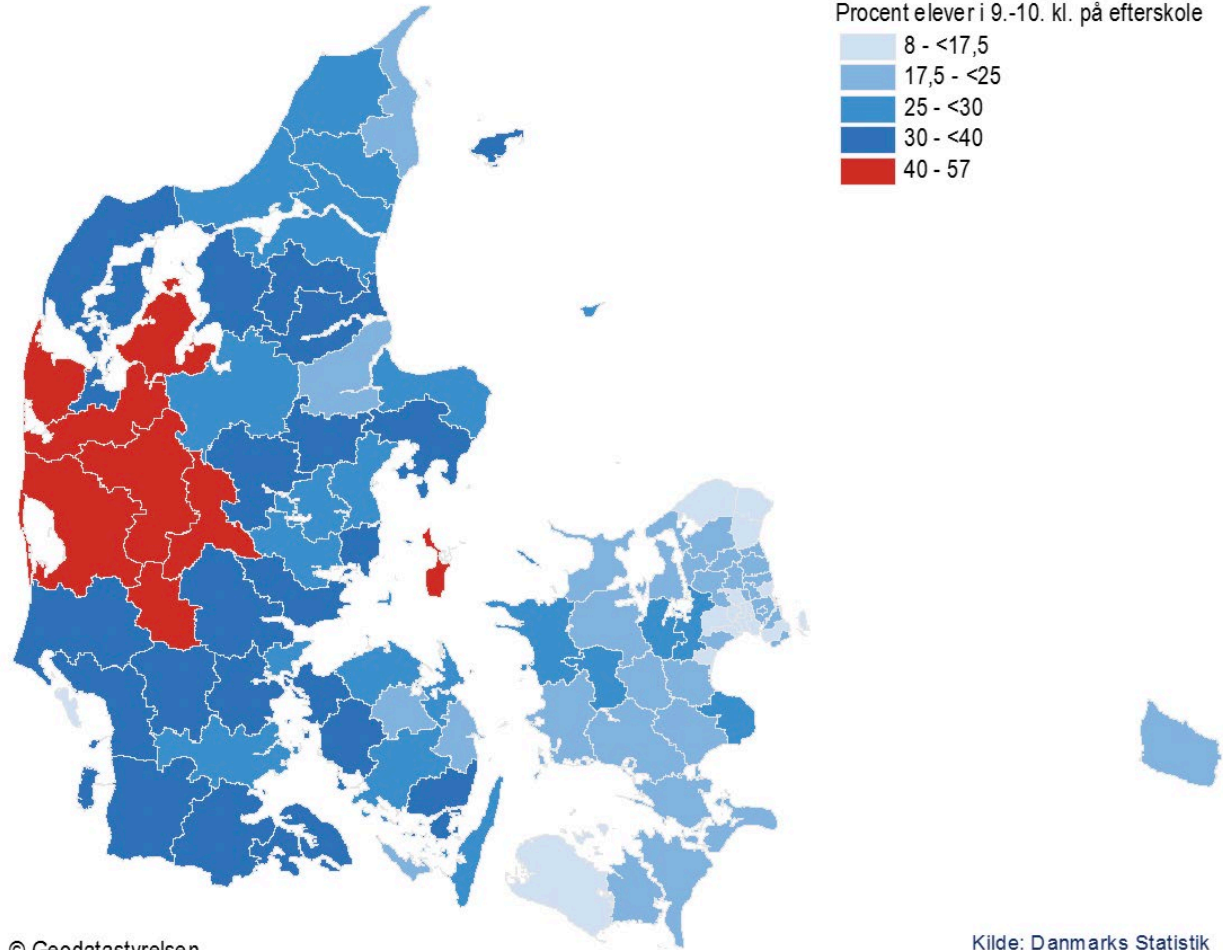 Procent elever i 9.-10. kl. på efterskole
8 - <17,5
17,5 - <25
25 - <30
30 - <40
40 - 57
© Geodatastyrelsen
Kilde: Danmarks Statistik